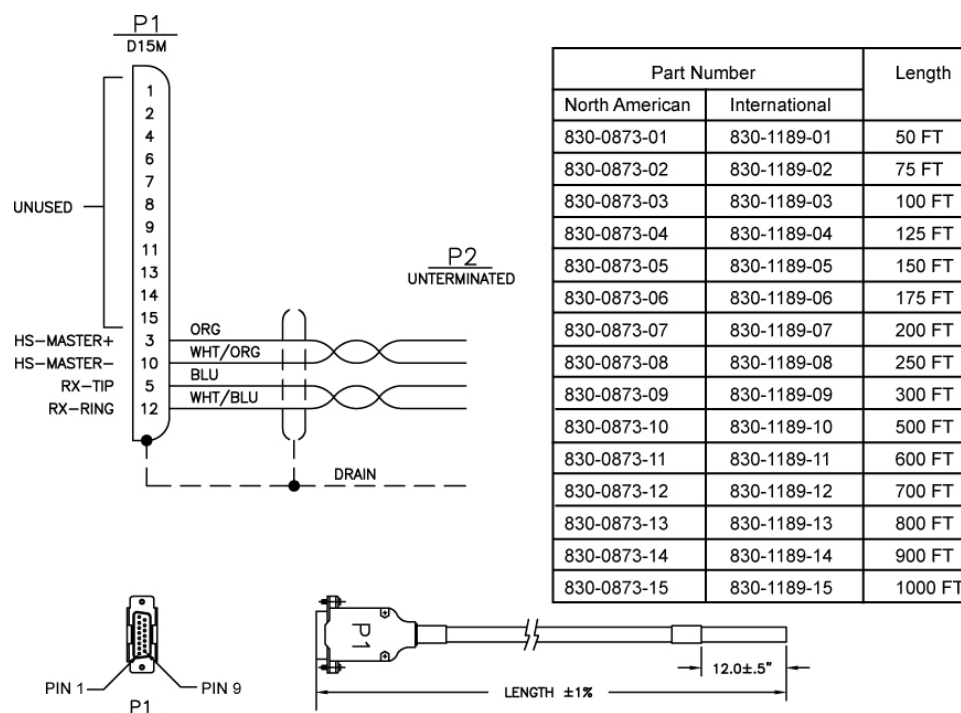 P1
D15M
1
2
4
6
7
8
9
11
13
14
15
UNUSED
HS-MASTER+ 3 ORG
HS-MASTER- 10 WHT/ORG
RX-TIP 5 BLU
RX-RING 12 WHT/BLU
P2
UNTERMINATED
DRAIN
Part Number Length
North American International
830-0873-01 830-1189-01 50 FT
830-0873-02 830-1189-02 75 FT
830-0873-03 830-1189-03 100 FT
830-0873-04 830-1189-04 125 FT
830-0873-05 830-1189-05 150 FT
830-0873-06 830-1189-06 175 FT
830-0873-07 830-1189-07 200 FT
830-0873-08 830-1189-08 250 FT
830-0873-09 830-1189-09 300 FT
830-0873-10 830-1189-10 500 FT
830-0873-11 830-1189-11 600 FT
830-0873-12 830-1189-12 700 FT
830-0873-13 830-1189-13 800 FT
830-0873-14 830-1189-14 900 FT
830-0873-15 830-1189-15 1000 FT
PIN 1 PIN 9
P1
P1
12.0±.5"
LENGTH ±1%